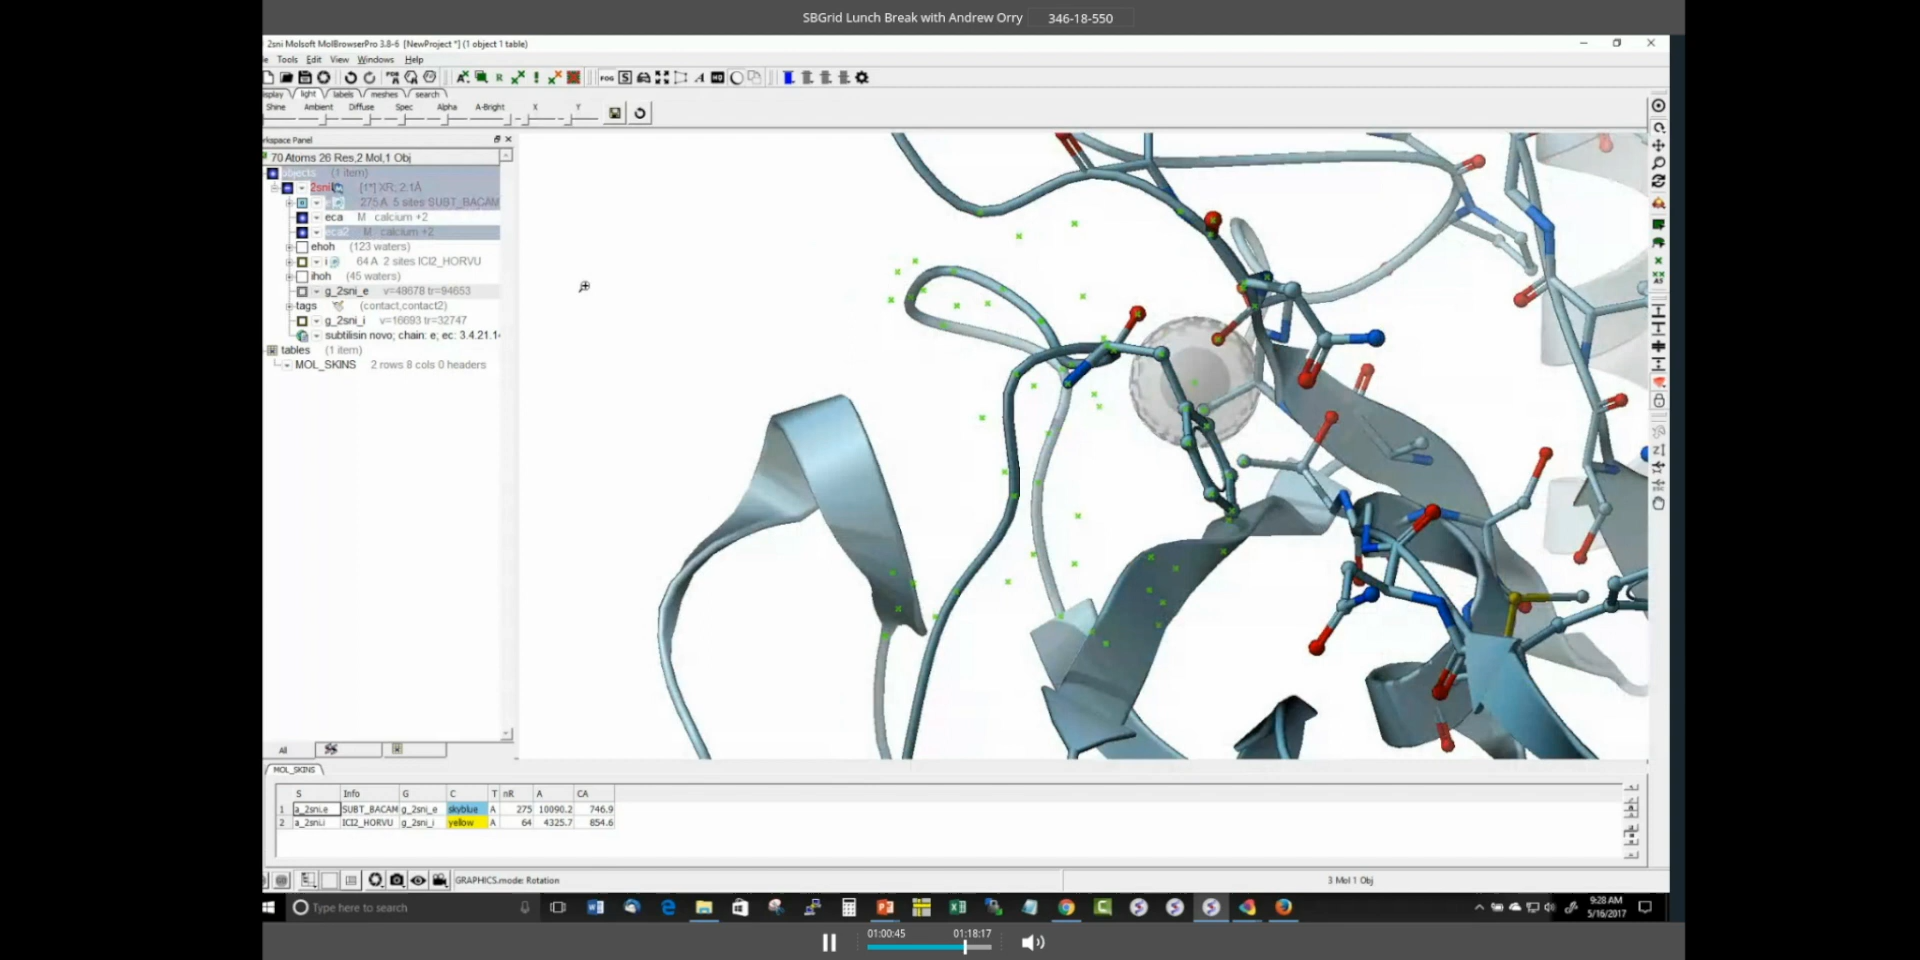 SBGrid Lunch Break with Andrew Orry 346-18-550
2sni Molsoft MolBrowserPro 3.8-6 [NewProject *] (1 object 1 table)
Tools Edit View Windows Help
light labels meshes search
Shine Ambient Diffuse Spec Alpha A-Bright X Y
kspace Panel
70 Atoms 26 Res,2 Mol,1 Obj
objects (1 item)
2sni [1*] XR; 2.1Å
275 A 5 sites SUBT_BACAM
eca M calcium +2
eca2 M calcium +2
ehoh (123 waters)
i 64 A 2 sites ICI2_HORVU
ihoh (45 waters)
g_2sni_e v=48678 tr=94653
tags (contact,contact2)
g_2sni_i v=16693 tr=32747
subtilisin novo; chain: e; ec: 3.4.21.14
tables (1 item)
MOL_SKINS 2 rows 8 cols 0 headers
All
MOL_SKINS
S Info G C T nR A CA
1 a_2sni.e SUBT_BACAM g_2sni_e skyblue A 275 10090.2 746.9
2 a_2sni.i ICI2_HORVU g_2sni_i yellow A 64 4325.7 854.6
GRAPHICS.mode: Rotation 3 Mol 1 Obj
Type here to search
9:28 AM
5/16/2017
01:00:45 01:18:17